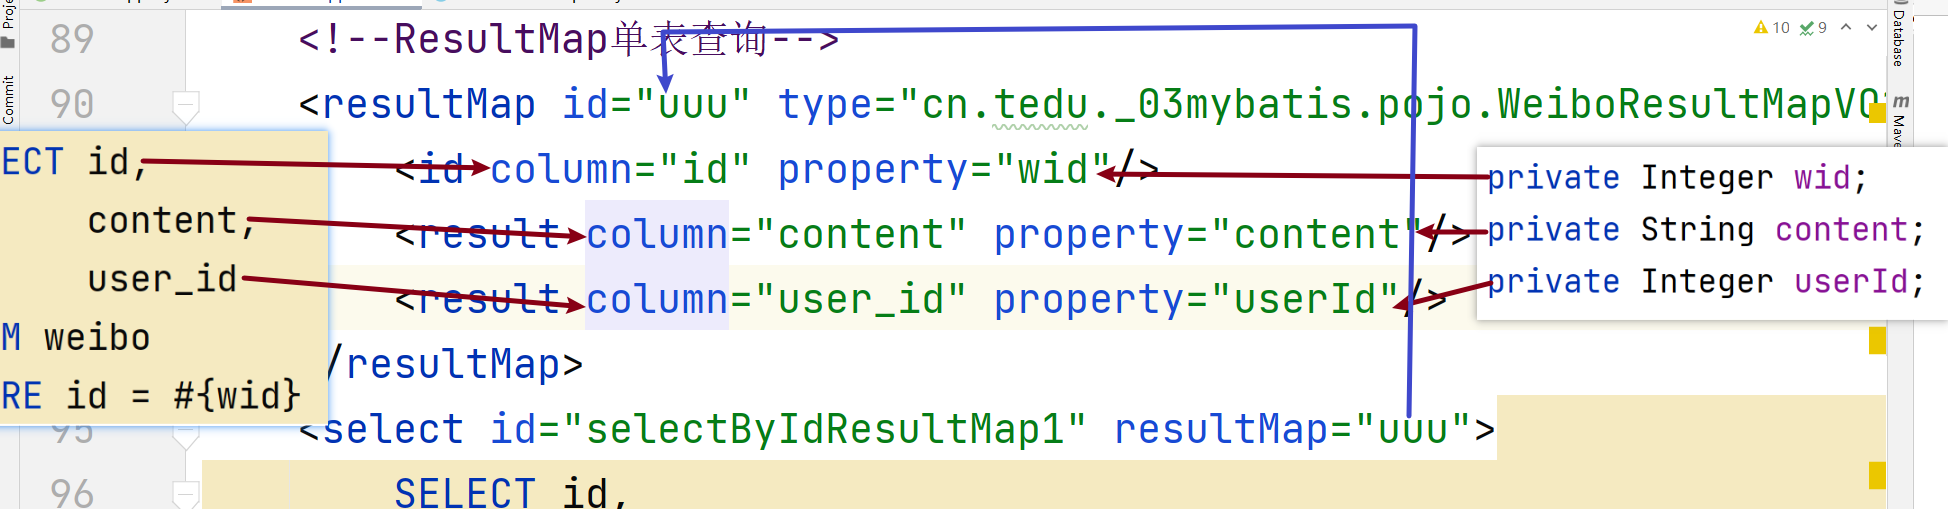 89 <!--ResultMap单表查询-->
10 9
90 <resultMap id="uuu" type="cn.tedu._03mybatis.pojo.WeiboResultMapVO
<id column="id" property="wid"/>
<result column="content" property="content"/>
<result column="user_id" property="userId"/>
/resultMap>
95 <select id="selectByIdResultMap1" resultMap="uuu">
96 SELECT id,
ECT id,
content,
user_id
M weibo
RE id = #{wid}
private Integer wid;
private String content;
private Integer userId;
Proje
Commit
Database
m Mave